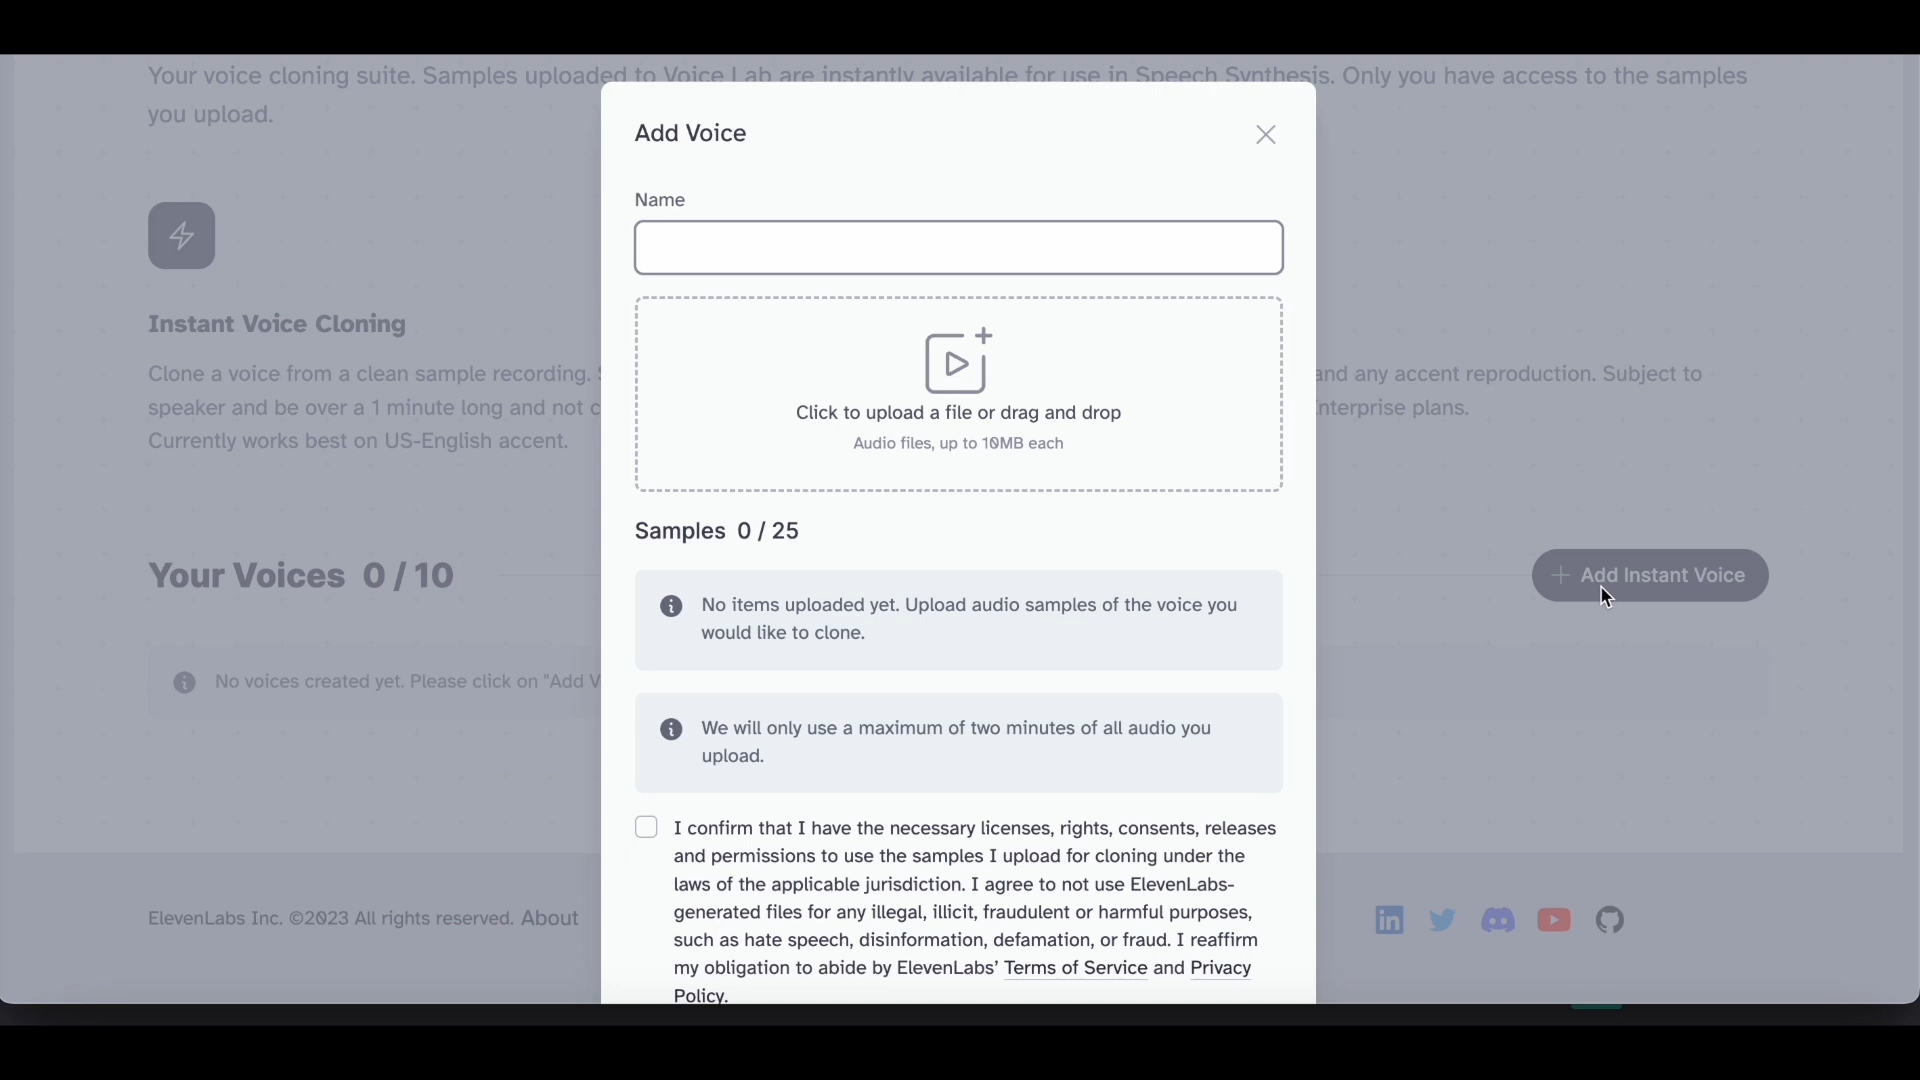 Your voice cloning suite. Samples uploaded to Voice Lab are instantly available for use in Speech Synthesis. Only you have access to the samples
you upload.
Add Voice
Name
Click to upload a file or drag and drop
Audio files, up to 10MB each
Samples 0 / 25
No items uploaded yet. Upload audio samples of the voice you
would like to clone.
We will only use a maximum of two minutes of all audio you
upload.
I confirm that I have the necessary licenses, rights, consents, releases
and permissions to use the samples I upload for cloning under the
laws of the applicable jurisdiction. I agree to not use ElevenLabs-
generated files for any illegal, illicit, fraudulent or harmful purposes,
such as hate speech, disinformation, defamation, or fraud. I reaffirm
my obligation to abide by ElevenLabs' Terms of Service and Privacy
Policy.
Instant Voice Cloning
Clone a voice from a clean sample recording.
speaker and be over a 1 minute long and not
Currently works best on US-English accent.
and any accent reproduction. Subject to
Enterprise plans.
Your Voices 0 / 10
Add Instant Voice
No voices created yet. Please click on "Add
ElevenLabs Inc. ©2023 All rights reserved. About